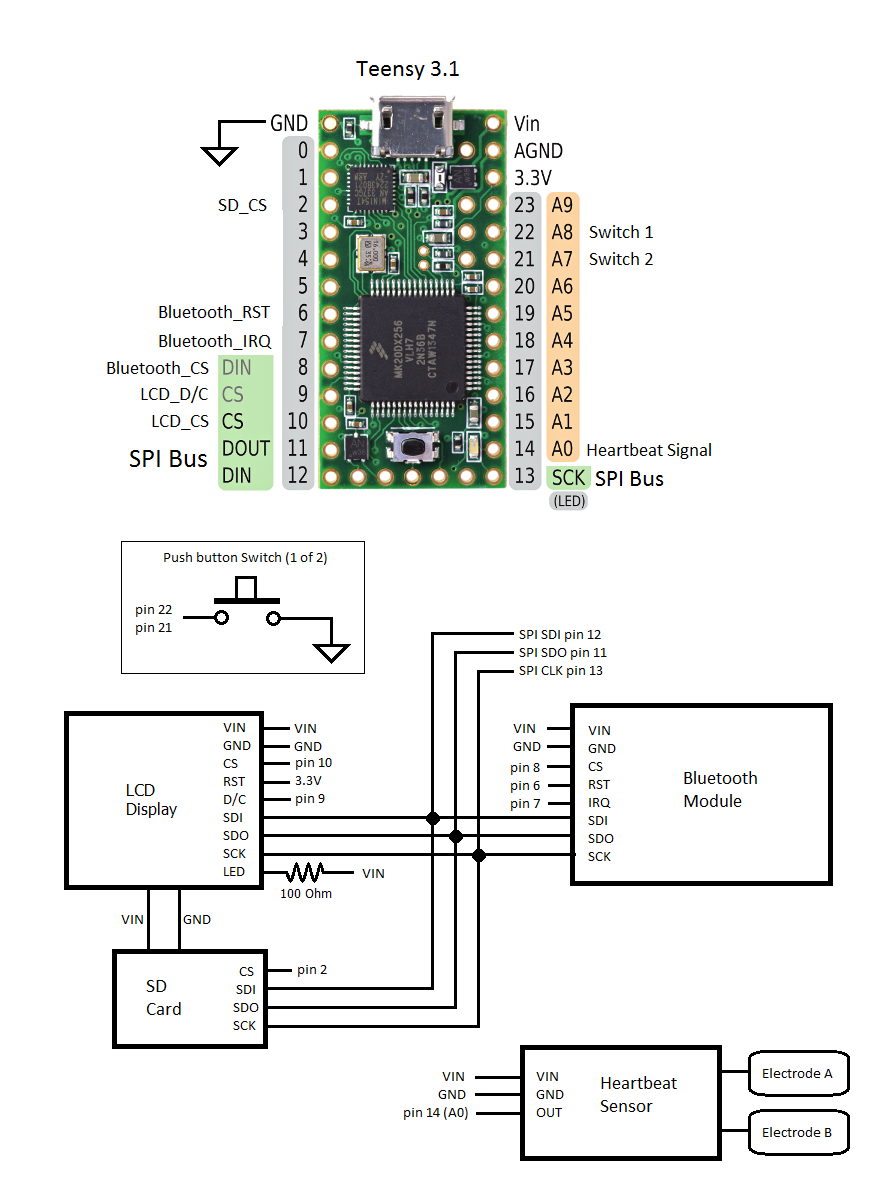 Teensy 3.1
GND
0
1
SD_CS 2
3
4
5
Bluetooth_RST 6
Bluetooth_IRQ 7
Bluetooth_CS DIN 8
LCD_D/C CS 9
LCD_CS CS 10
SPI Bus
DOUT 11
DIN 12
MK20DX256
VLH7
2N36B
CTAW1347N
Vin
AGND
3.3V
23 A9
22 A8 Switch 1
21 A7 Switch 2
20 A6
19 A5
18 A4
17 A3
16 A2
15 A1
14 A0 Heartbeat Signal
13 SCK SPI Bus
(LED)
Push button Switch (1 of 2)
pin 22
pin 21
SPI SDI pin 12
SPI SDO pin 11
SPI CLK pin 13
LCD
Display
VIN VIN
GND GND
CS pin 10
RST 3.3V
D/C pin 9
SDI
SDO
SCK
LED VIN
100 Ohm
VIN VIN
GND GND
pin 8 CS
pin 6 RST
pin 7 IRQ
SDI
SDO
SCK
Bluetooth
Module
VIN GND
SD
Card
CS pin 2
SDI
SDO
SCK
VIN VIN
GND GND
pin 14 (A0) OUT
Heartbeat
Sensor
Electrode A
Electrode B